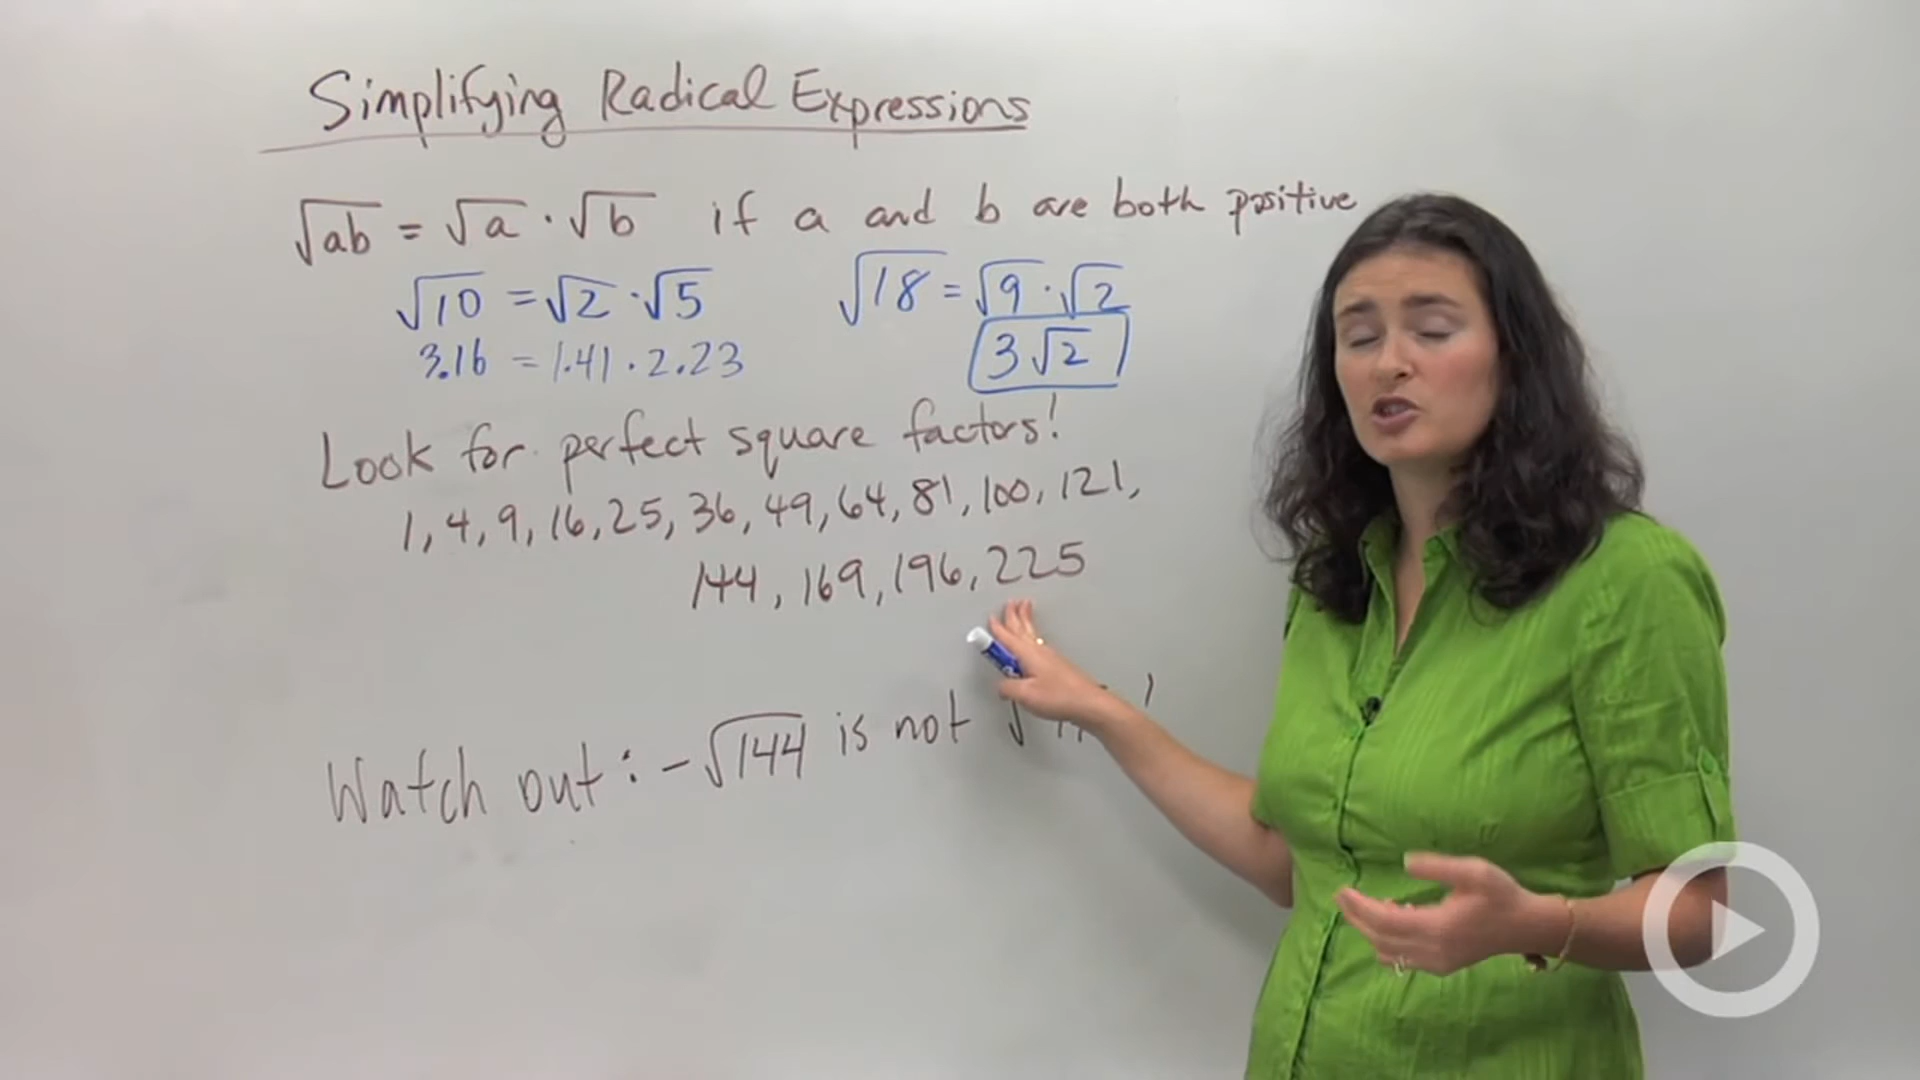 Simplifying Radical Expressions
√ab = √a · √b if a and b are both positive
√10 = √2 · √5
3.16 = 1.41 · 2.23
√18 = √9 · √2
3√2
Look for perfect square factors!
1, 4, 9, 16, 25, 36, 49, 64, 81, 100, 121,
144, 169, 196, 225
Watch out: -√144 is not